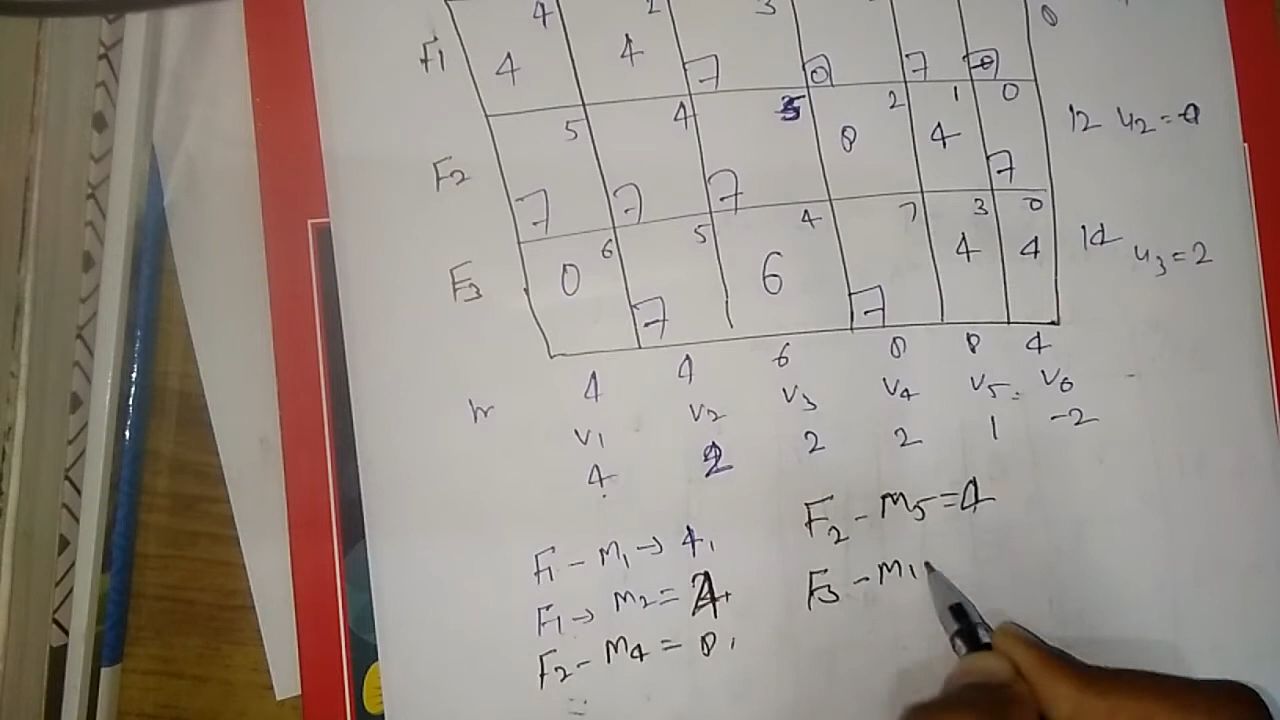 4 2 3 0
F1 4 4 7 0 7 0
5 4 5 2 1 0
F2 7 7 7 8 4 7 12 u2=0
6 5 4 7 3 0
F3 0 7 6 7 4 4 14 u3=2
4 4 6 8 8 4
v1 v2 v3 v4 v5 v6
4 2 2 2 1 -2
F1 - m1 → 4,
F1 → m2 = 4,
F2 - m4 = 8,
F2 - m5 = 4
F3 - m1